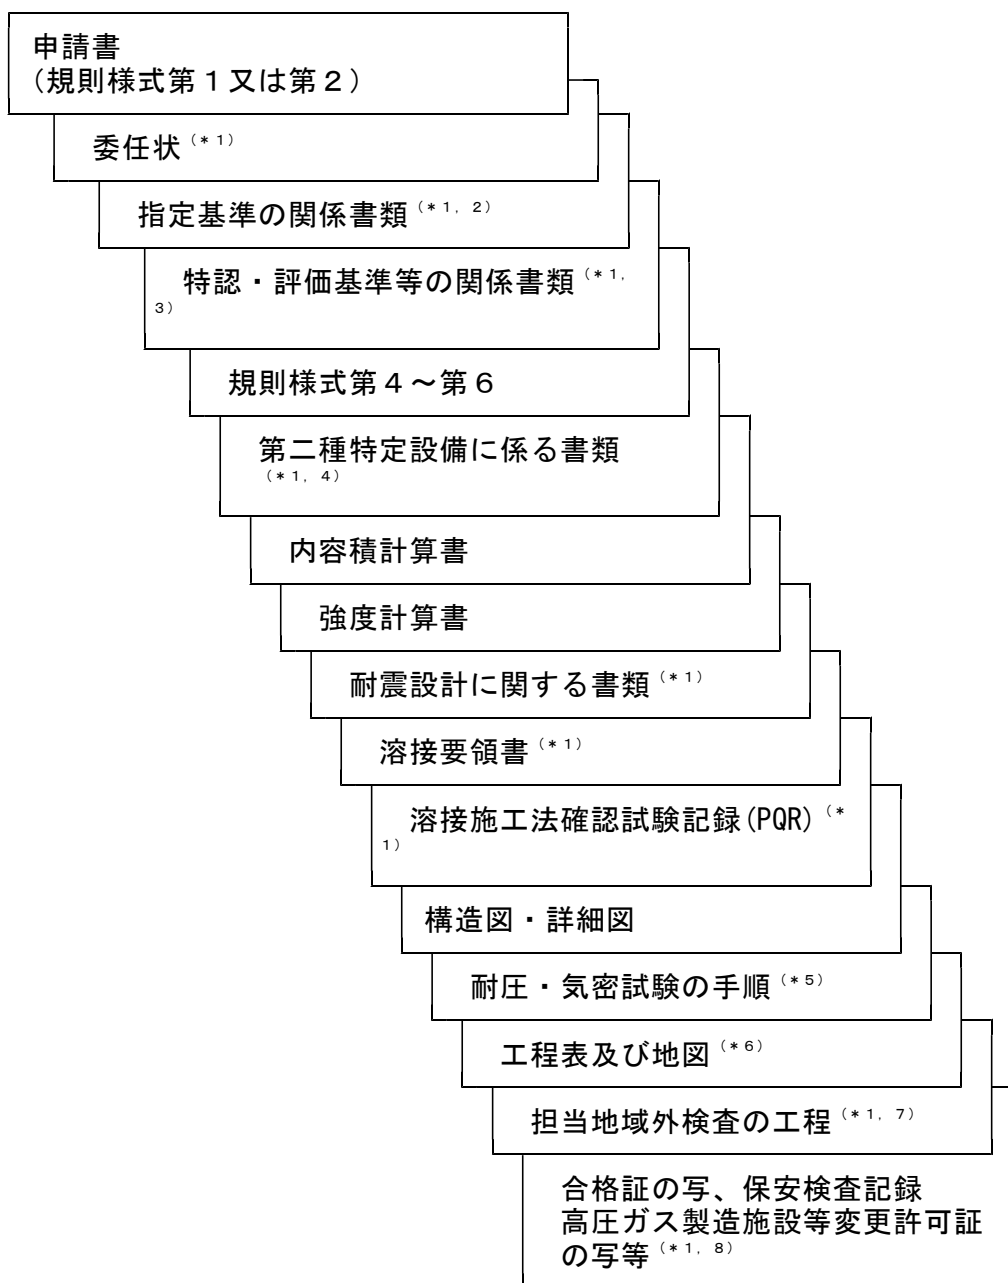 申請書
(規則様式第１又は第２)
委任状(*1)
指定基準の関係書類(*1, 2)
特認・評価基準等の関係書類(*1,
3)
規則様式第４～第６
第二種特定設備に係る書類
(*1, 4)
内容積計算書
強度計算書
耐震設計に関する書類(*1)
溶接要領書(*1)
溶接施工法確認試験記録(PQR)(*
1)
構造図・詳細図
耐圧・気密試験の手順(*5)
工程表及び地図(*6)
担当地域外検査の工程(*1, 7)
合格証の写、保安検査記録
高圧ガス製造施設等変更許可証
の写等(*1, 8)